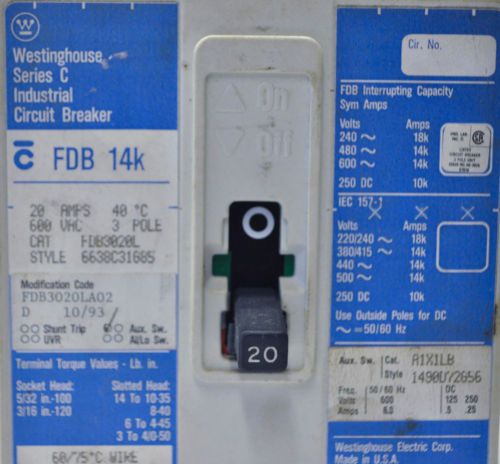 Westinghouse
Series C
Industrial
Circuit Breaker
C FDB 14k
20 AMPS 40 °C
600 VAC 3 POLE
CAT FDB3020L
STYLE 6638C31G85
Modification Code
FDB3020LA02
D 10/93
Shunt Trip Aux. Sw.
UVR Al/Lo Sw.
Terminal Torque Values - Lb. in.
Socket Head: Slotted Head:
5/32 in.-100 14 To 10-35
3/16 in.-120 8-40
6 To 4-45
3 To 4/0-50
60/75°C WIRE
On
Off
O
20
Cir. No.
FDB Interrupting Capacity
Sym Amps
Volts Amps
240 ~ 18k
480 ~ 14k
600 ~ 14k
250 DC 10k
IEC 157-1
Volts Amps
220/240 ~ 18k
380/415 ~ 14k
440 ~ 14k
500 ~ 14k
250 DC 10k
Use Outside Poles for DC
~ = 50/60 Hz
Aux. Sw. Cat. A1X1LB
Style 1490D72G56
Freq. 50/60 Hz DC
Volts 600 125 250
Amps 6.0 .5 .25
Westinghouse Electric Corp.
Made in U.S.A.